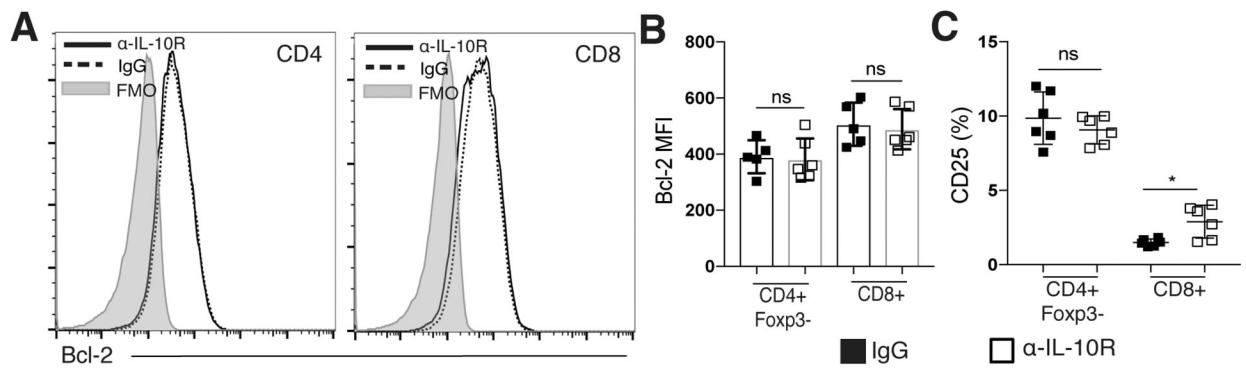 A
α-IL-10R
IgG
FMO
CD4
α-IL-10R
IgG
FMO
CD8
Bcl-2
B
Bcl-2 MFI
800
600
400
200
0
ns
ns
CD4+
Foxp3-
CD8+
C
CD25 (%)
15
10
5
0
ns
*
CD4+
Foxp3-
CD8+
IgG
α-IL-10R